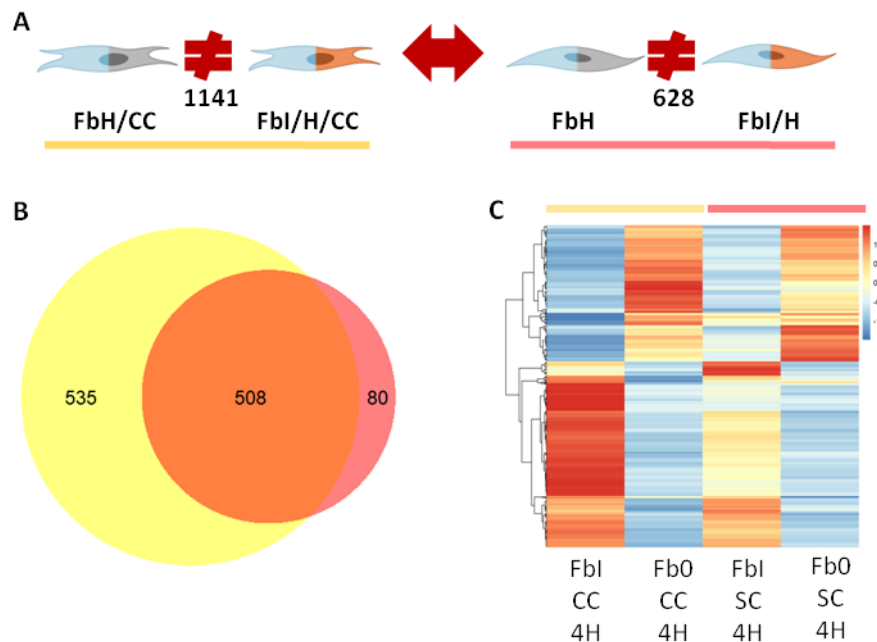 A
1141
628
FbH/CC
FbI/H/CC
FbH
FbI/H
B
C
535
508
80
FbI
CC
4H
Fb0
CC
4H
FbI
SC
4H
Fb0
SC
4H